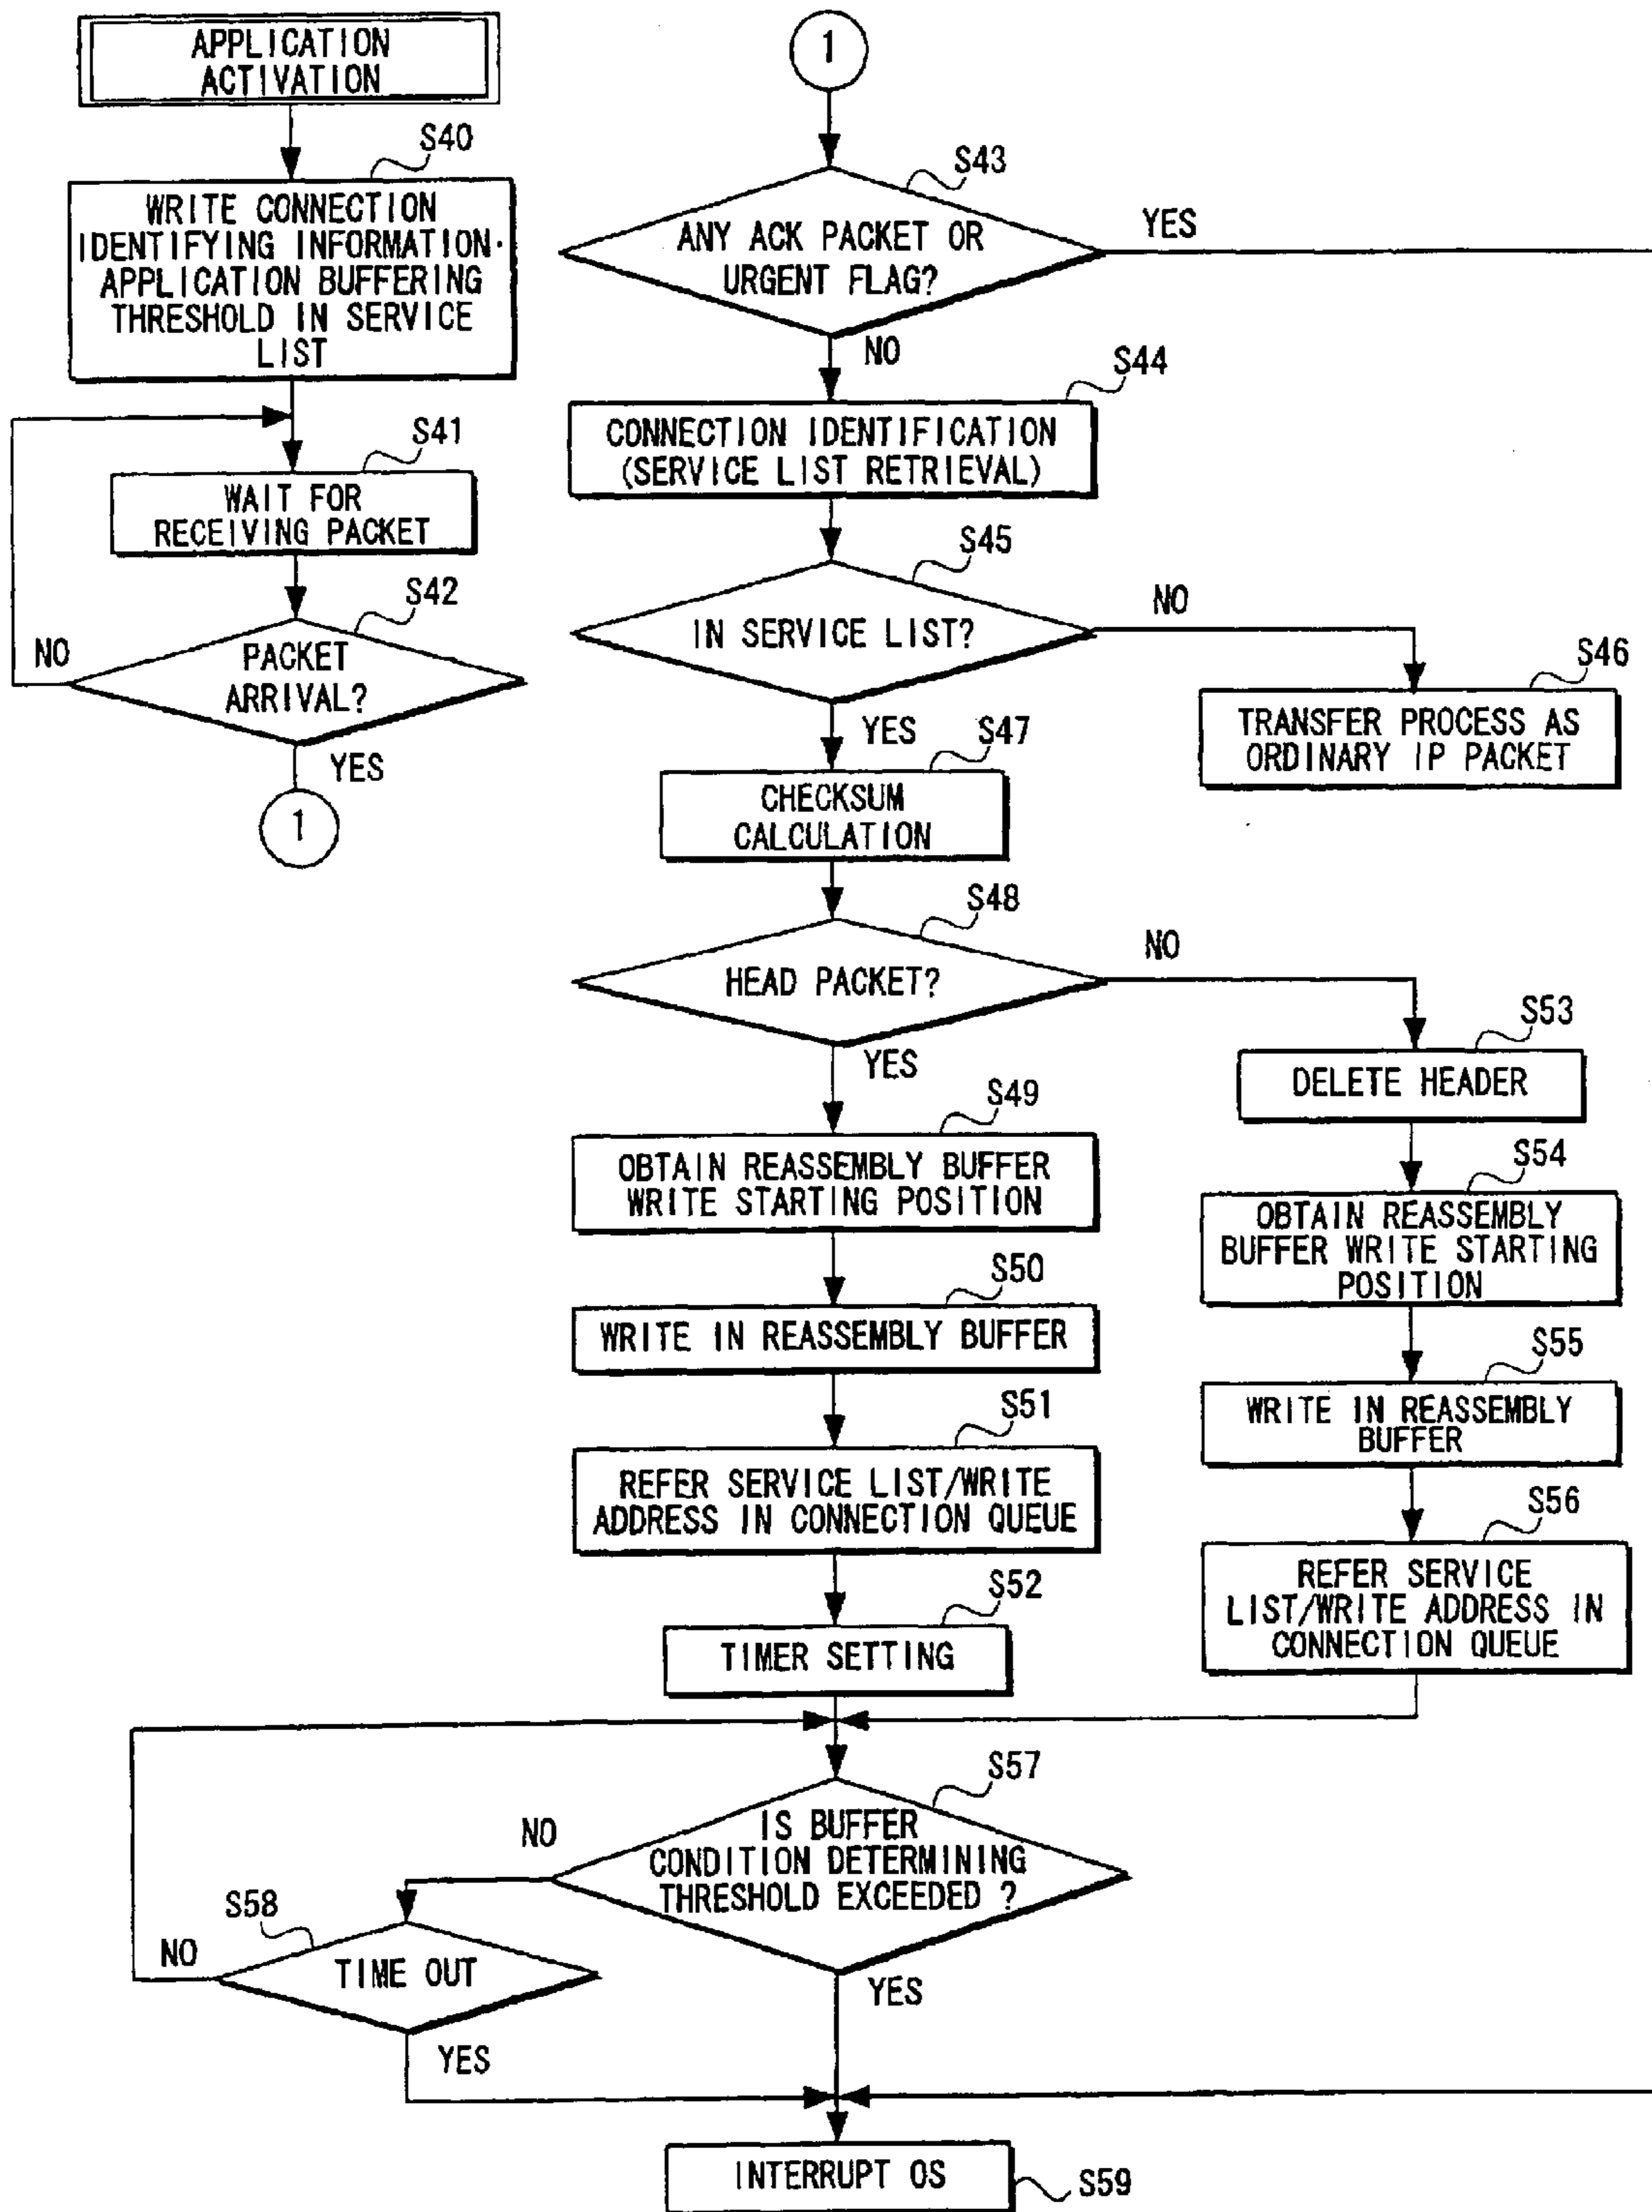 APPLICATION
ACTIVATION
S40
WRITE CONNECTION
IDENTIFYING INFORMATION·
APPLICATION BUFFERING
THRESHOLD IN SERVICE
LIST
S41
WAIT FOR
RECEIVING PACKET
S42
NO
PACKET
ARRIVAL?
YES
1
1
S43
ANY ACK PACKET OR
URGENT FLAG?
YES
NO
S44
CONNECTION IDENTIFICATION
(SERVICE LIST RETRIEVAL)
S45
IN SERVICE LIST?
NO
S46
TRANSFER PROCESS AS
ORDINARY IP PACKET
YES
S47
CHECKSUM
CALCULATION
S48
HEAD PACKET?
NO
YES
S49
OBTAIN REASSEMBLY BUFFER
WRITE STARTING POSITION
S50
WRITE IN REASSEMBLY BUFFER
S51
REFER SERVICE LIST/WRITE
ADDRESS IN CONNECTION QUEUE
S52
TIMER SETTING
S53
DELETE HEADER
S54
OBTAIN REASSEMBLY
BUFFER WRITE STARTING
POSITION
S55
WRITE IN REASSEMBLY
BUFFER
S56
REFER SERVICE
LIST/WRITE ADDRESS IN
CONNECTION QUEUE
S57
IS BUFFER
CONDITION DETERMINING
THRESHOLD EXCEEDED ?
NO
YES
S58
TIME OUT
NO
YES
INTERRUPT OS
S59